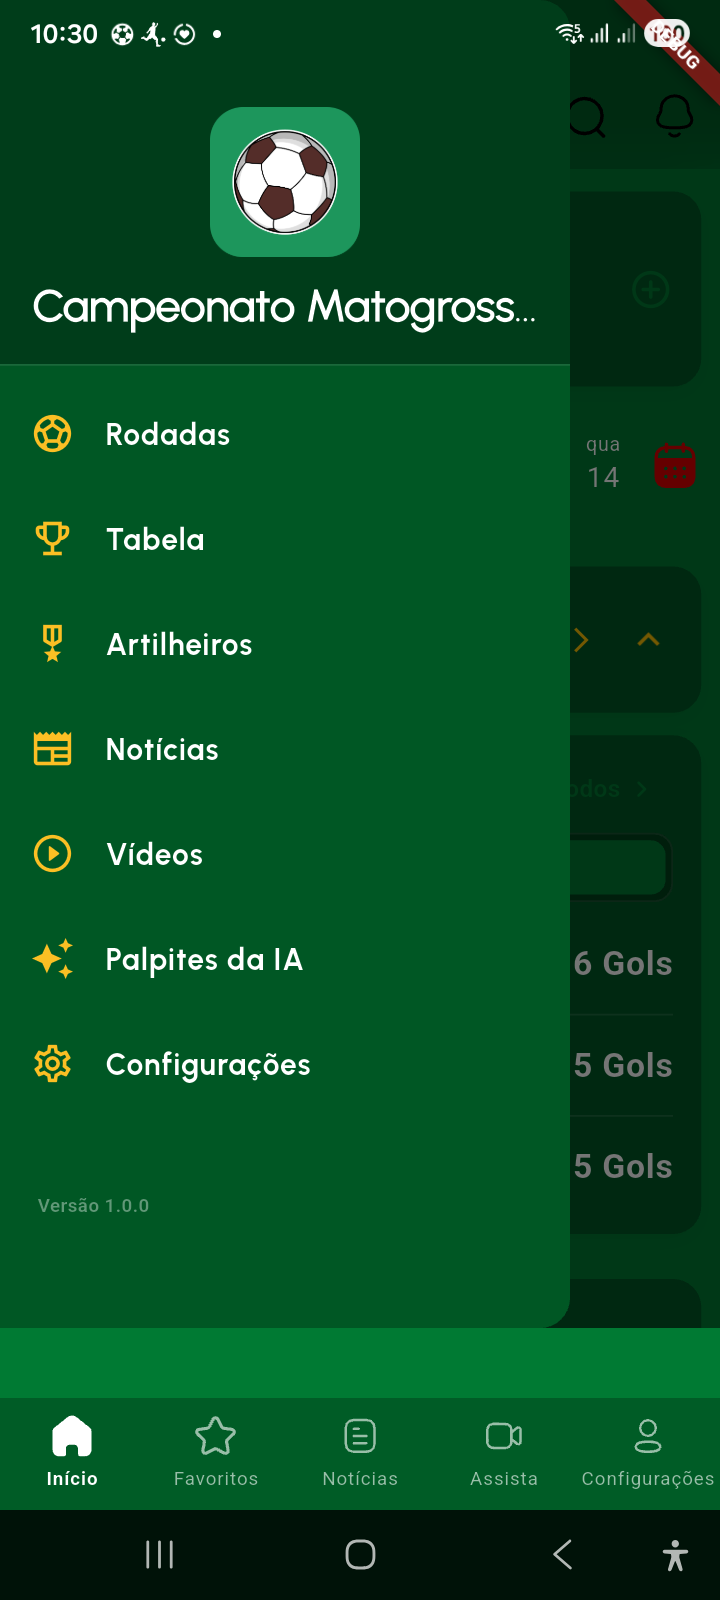 10:30
Campeonato Matogross...
Rodadas
qua
14
Tabela
Artilheiros
Notícias
Vídeos
Palpites da IA
6 Gols
Configurações
5 Gols
5 Gols
Versão 1.0.0
Início
Favoritos
Notícias
Assista
Configurações